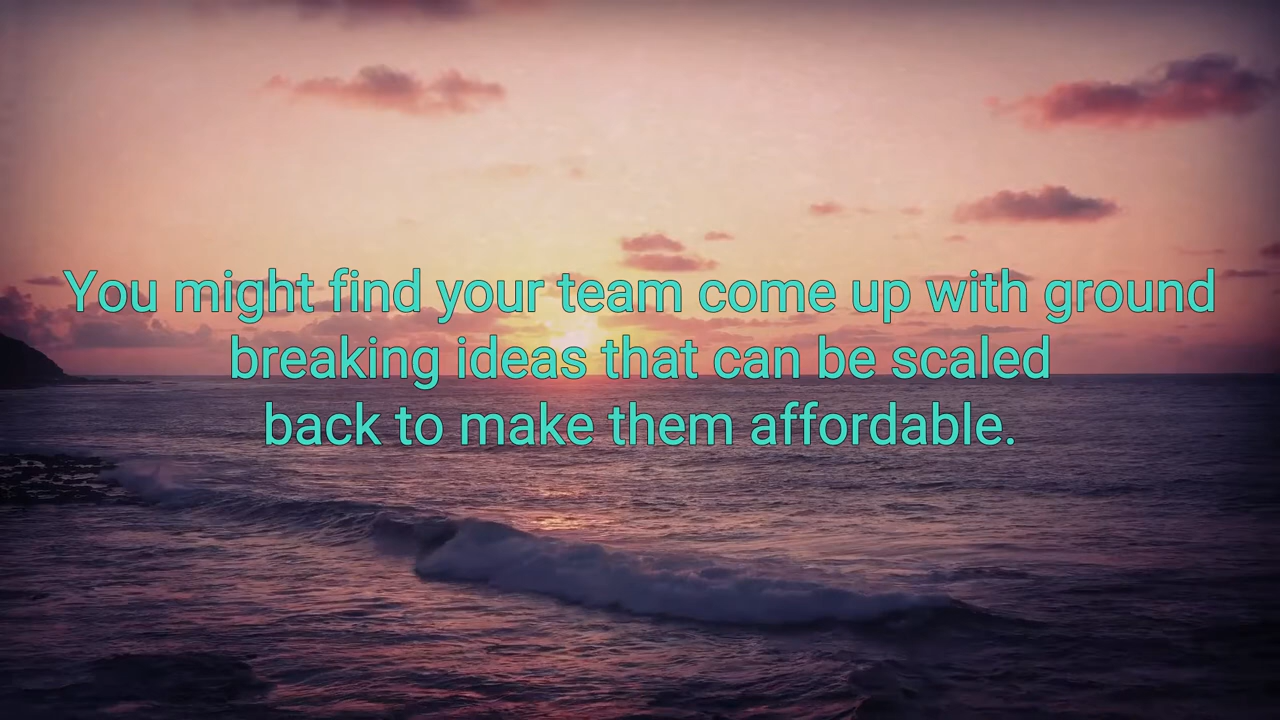 You might find your team come up with ground
breaking ideas that can be scaled
back to make them affordable.